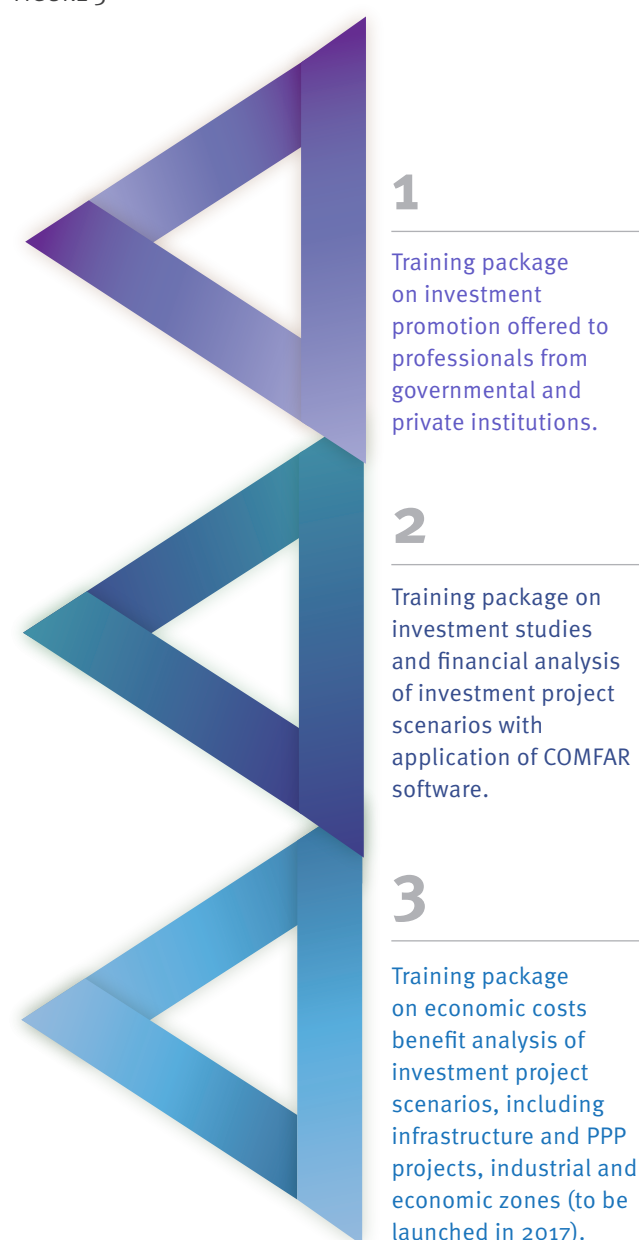 1
Training package
on investment
promotion offered to
professionals from
governmental and
private institutions.
2
Training package on
investment studies
and financial analysis
of investment project
scenarios with
application of COMFAR
software.
3
Training package
on economic costs
benefit analysis of
investment project
scenarios, including
infrastructure and PPP
projects, industrial and
economic zones (to be
launched in 2017).